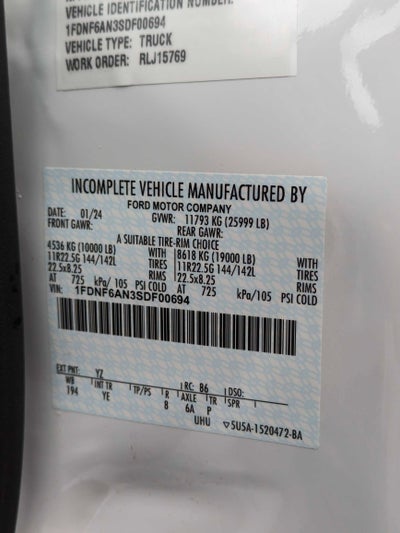 VEHICLE IDENTIFICATION NUMBER:
1FDNF6AN3SDF00694
VEHICLE TYPE: TRUCK
WORK ORDER: RLJ15769
INCOMPLETE VEHICLE MANUFACTURED BY
FORD MOTOR COMPANY
DATE: 01/24 GVWR: 11793 KG (25999 LB)
FRONT GAWR: REAR GAWR:
A SUITABLE TIRE-RIM CHOICE
4536 KG (10000 LB) WITH 8618 KG (19000 LB) WITH
11R22.5G 144/142L TIRES 11R22.5G 144/142L TIRES
22.5x8.25 RIMS 22.5x8.25 RIMS
AT 725 kPa/105 PSI COLD AT 725 kPa/105 PSI COLD
VIN: 1FDNF6AN3SDF00694
EXT PNT: YZ RC: 86 DSO:
WB INT TR TP/PS R AXLE TR SPR
194 YE 8 6A P
UHU ▽5U5A-1520472-BA